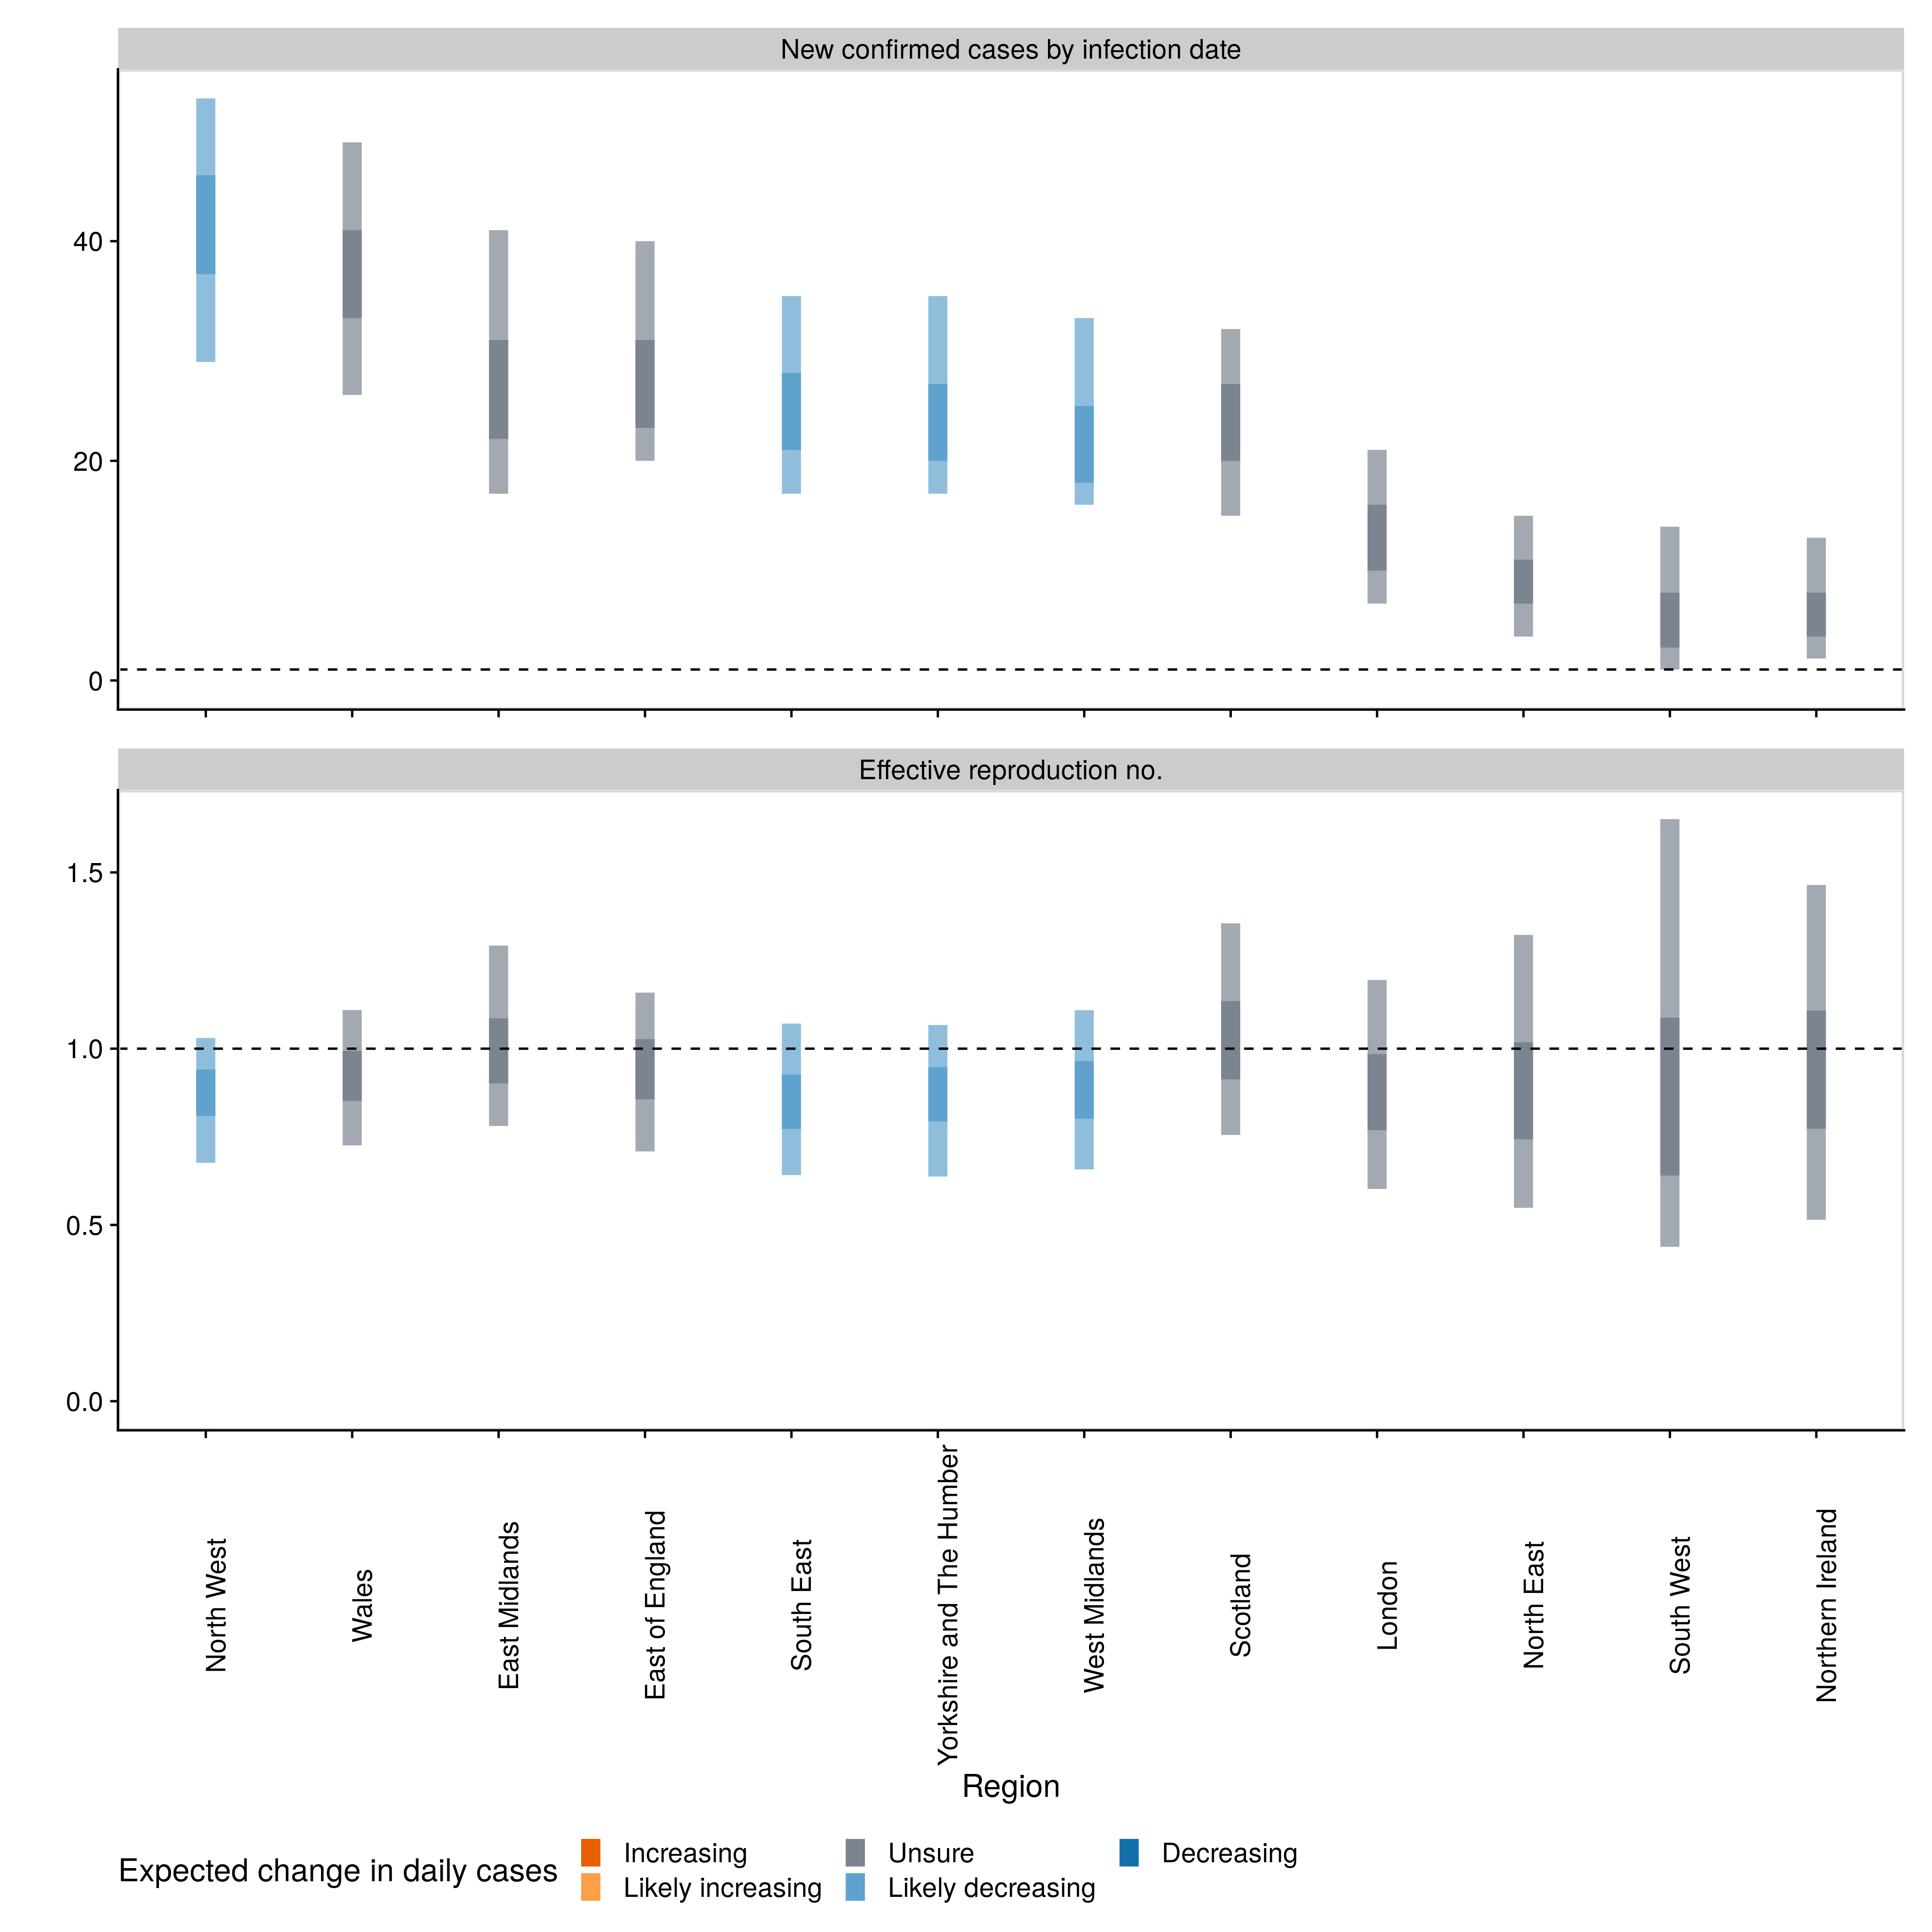 New confirmed cases by infection date
40
20
0
Effective reproduction no.
1.5
1.0
0.5
0.0
North West
Wales
East Midlands
East of England
South East
Yorkshire and The Humber
West Midlands
Scotland
London
North East
South West
Northern Ireland
Region
Expected change in daily cases
Increasing
Unsure
Decreasing
Likely increasing
Likely decreasing